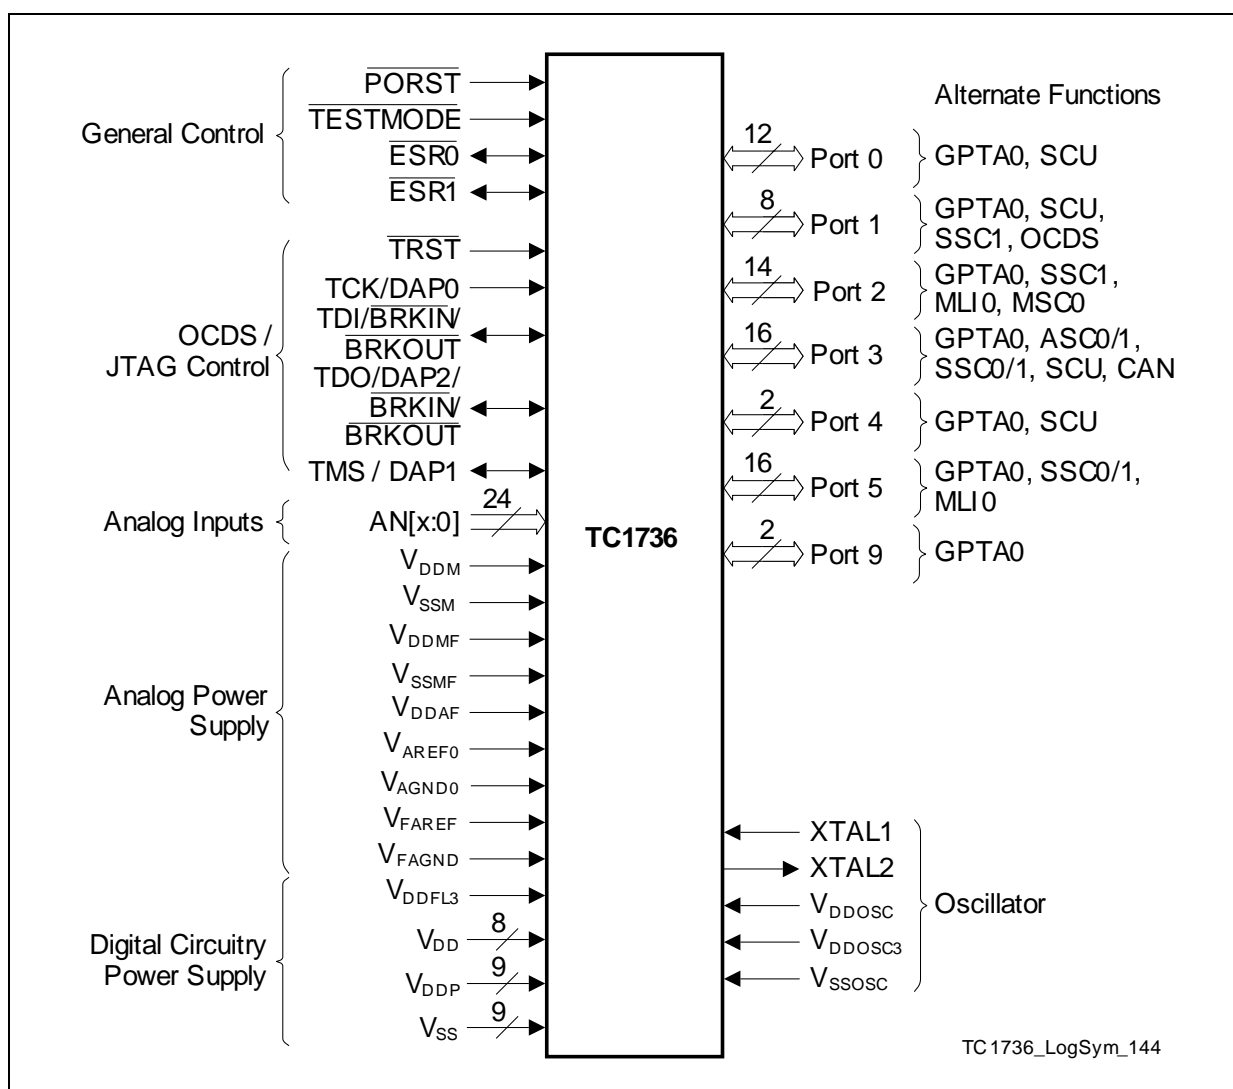 General Control
PORST
TESTMODE
ESR0
ESR1
OCDS /
JTAG Control
TRST
TCK/DAP0
TDI/BRKIN/
BRKOUT
TDO/DAP2/
BRKIN/
BRKOUT
TMS / DAP1
Analog Inputs
AN[x:0]
24
Analog Power
Supply
VDDM
VSSM
VDDMF
VSSMF
VDDAF
VAREF0
VAGND0
VFAREF
VFAGND
Digital Circuitry
Power Supply
VDDFL3
VDD
8
VDDP
9
VSS
9
TC1736
Alternate Functions
12
Port 0
GPTA0, SCU
8
Port 1
GPTA0, SCU,
SSC1, OCDS
14
Port 2
GPTA0, SSC1,
MLI0, MSC0
16
Port 3
GPTA0, ASC0/1,
SSC0/1, SCU, CAN
2
Port 4
GPTA0, SCU
16
Port 5
GPTA0, SSC0/1,
MLI0
2
Port 9
GPTA0
XTAL1
XTAL2
VDDOSC
VDDOSC3
VSSOSC
Oscillator
TC1736_LogSym_144